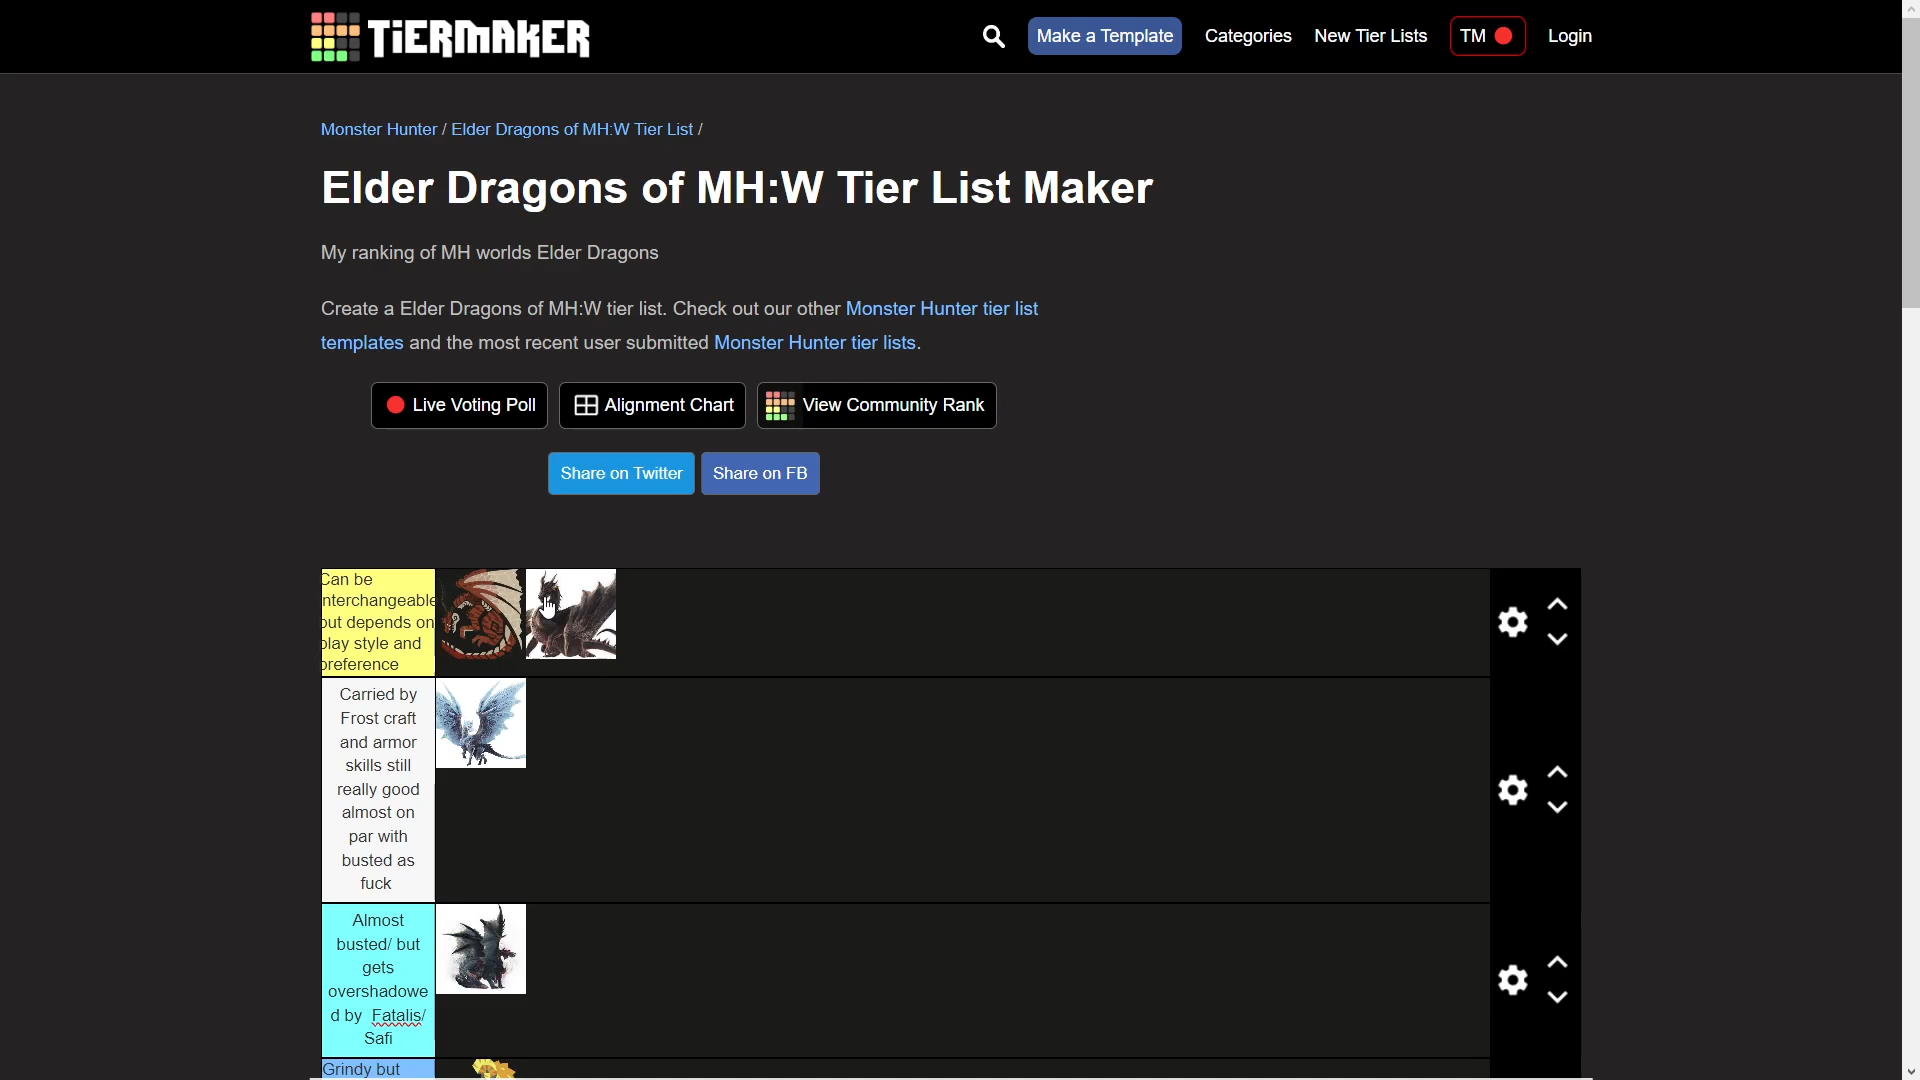 TiERMAKER
Make a Template
Categories
New Tier Lists
TM
Login
Monster Hunter / Elder Dragons of MH:W Tier List /
Elder Dragons of MH:W Tier List Maker
My ranking of MH worlds Elder Dragons
Create a Elder Dragons of MH:W tier list. Check out our other Monster Hunter tier list
templates and the most recent user submitted Monster Hunter tier lists.
Live Voting Poll
Alignment Chart
View Community Rank
Share on Twitter
Share on FB
Can be
nterchangeable
but depends on
play style and
preference
Carried by
Frost craft
and armor
skills still
really good
almost on
par with
busted as
fuck
Almost
busted/ but
gets
overshadowe
d by Fatalis/
Safi
Grindy but